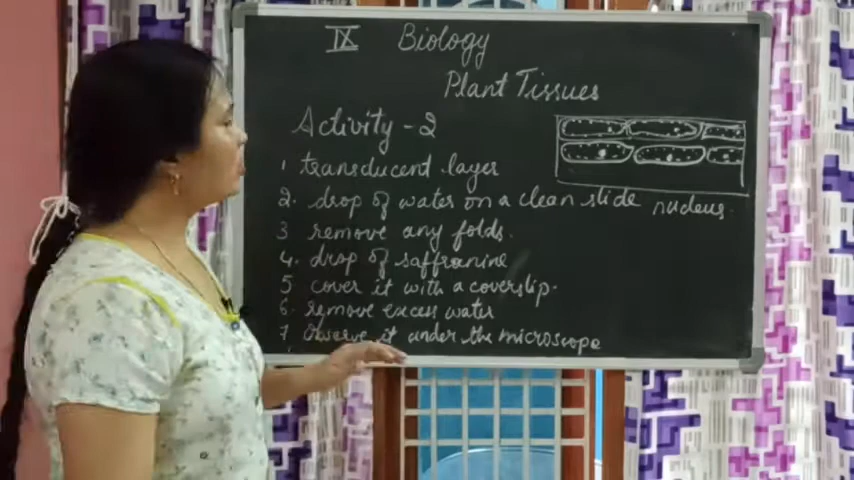 IX Biology
Plant Tissues
Activity - 2
1 transducent layer
2. drop of water on a clean slide
nucleus.
3 remove any folds.
4. drop of saffranine
5 cover it with a coverslip.
6. remove excess water
7 observe it under the microscope